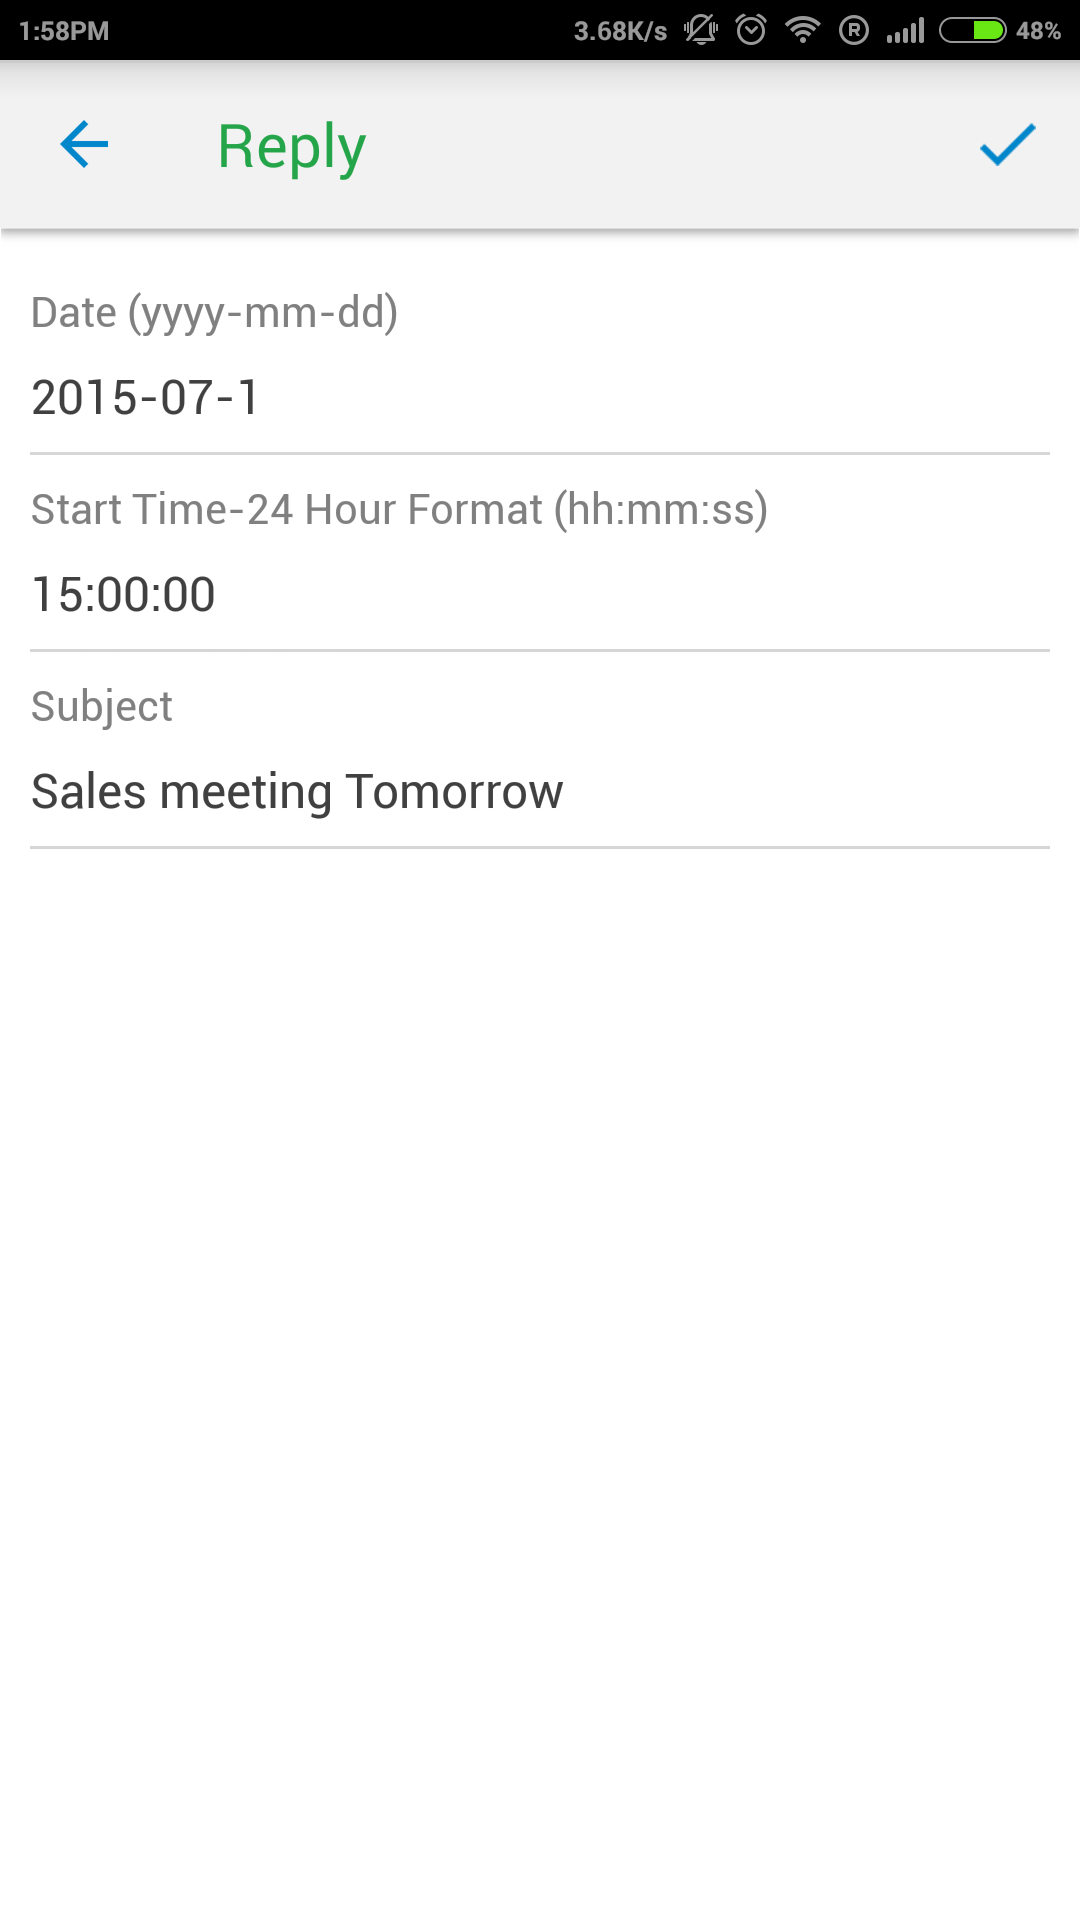 1:58PM 3.68K/s R 48%
Reply
Date (yyyy-mm-dd)
2015-07-1
Start Time-24 Hour Format (hh:mm:ss)
15:00:00
Subject
Sales meeting Tomorrow